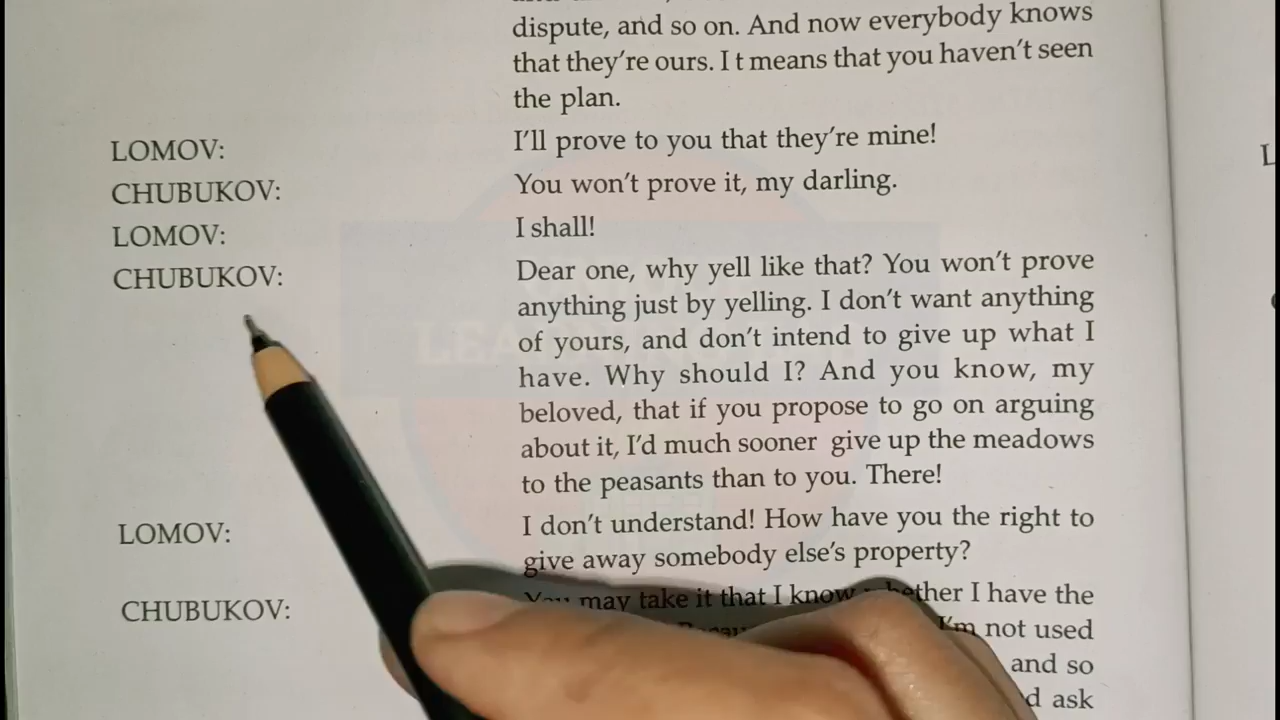 dispute, and so on. And now everybody knows
that they're ours. I t means that you haven't seen
the plan.
LOMOV: I'll prove to you that they're mine!
CHUBUKOV: You won't prove it, my darling.
LOMOV: I shall!
CHUBUKOV: Dear one, why yell like that? You won't prove
anything just by yelling. I don't want anything
of yours, and don't intend to give up what I
have. Why should I? And you know, my
beloved, that if you propose to go on arguing
about it, I'd much sooner give up the meadows
to the peasants than to you. There!
LOMOV: I don't understand! How have you the right to
give away somebody else's property?
CHUBUKOV: You may take it that I know whether I have the
I'm not used
and so
ask